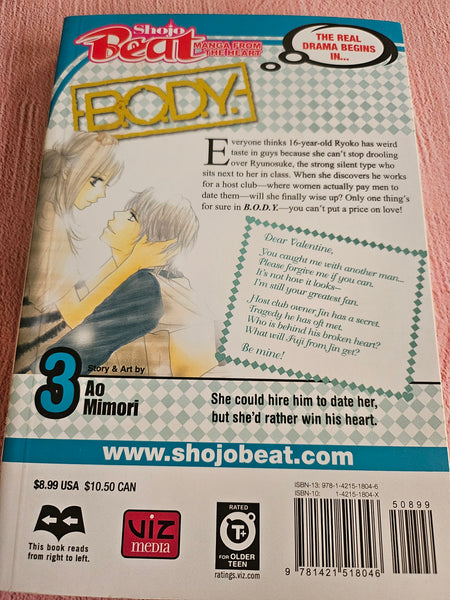 Shojo
Beat
MANGA FROM
THE HEART
THE REAL
DRAMA BEGINS
IN...
B.O.D.Y.
Everyone thinks 16-year-old Ryoko has weird
taste in guys because she can't stop drooling
over Ryunosuke, the strong silent type who
sits next to her in class. When she discovers he works
for a host club—where women actually pay men to
date them—will she finally wise up? Only one thing's
for sure in B.O.D.Y.—you can't put a price on love!
Dear Valentine,
You caught me with another man...
Please forgive me if you can.
It's not how it looks—
I'm still your greatest fan.
Host club owner Jin has a secret.
Tragedy he has oft met.
Who is behind his broken heart?
What will Fuji from Jin get?
Be mine!
3
Story & Art by
Ao
Mimori
She could hire him to date her,
but she'd rather win his heart.
www.shojobeat.com
$8.99 USA $10.50 CAN
ISBN-13: 978-1-4215-1804-6
ISBN-10: 1-4215-1804-X
50899
This book reads
from right to left.
VIZ
MEDIA
RATED
T+
FOR OLDER
TEEN
ratings.viz.com
9 781421 518046